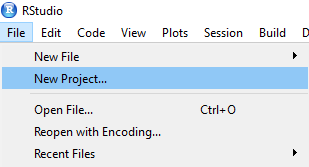 RStudio
File Edit Code View Plots Session Build D
New File
New Project...
Open File... Ctrl+O
Reopen with Encoding...
Recent Files